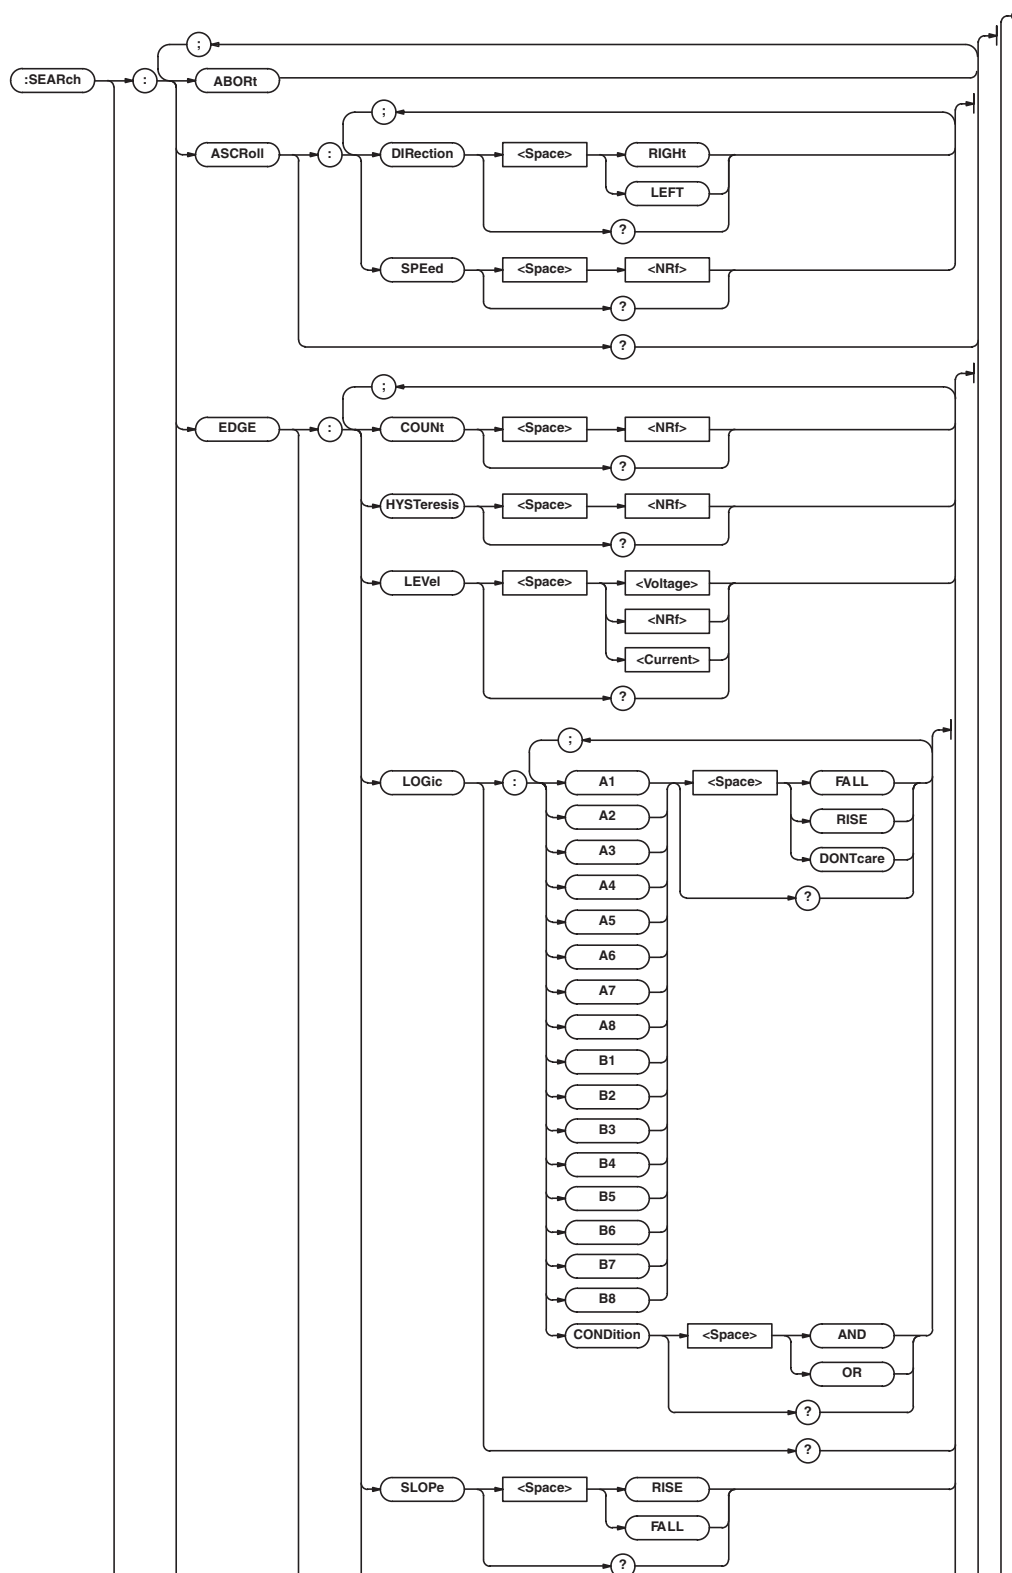 ;
:SEARch : ABORt
;
ASCRoll : DIRection <Space> RIGHt
LEFT
?
SPEed <Space> <NRf>
?
?
;
EDGE : COUNt <Space> <NRf>
?
HYSTeresis <Space> <NRf>
?
LEVel <Space> <Voltage>
<NRf>
<Current>
?
;
LOGic : A1 <Space> FALL
A2
RISE
A3
DONTcare
A4
?
A5
A6
A7
A8
B1
B2
B3
B4
B5
B6
B7
B8
CONDition <Space> AND
OR
?
?
SLOPe <Space> RISE
FALL
?